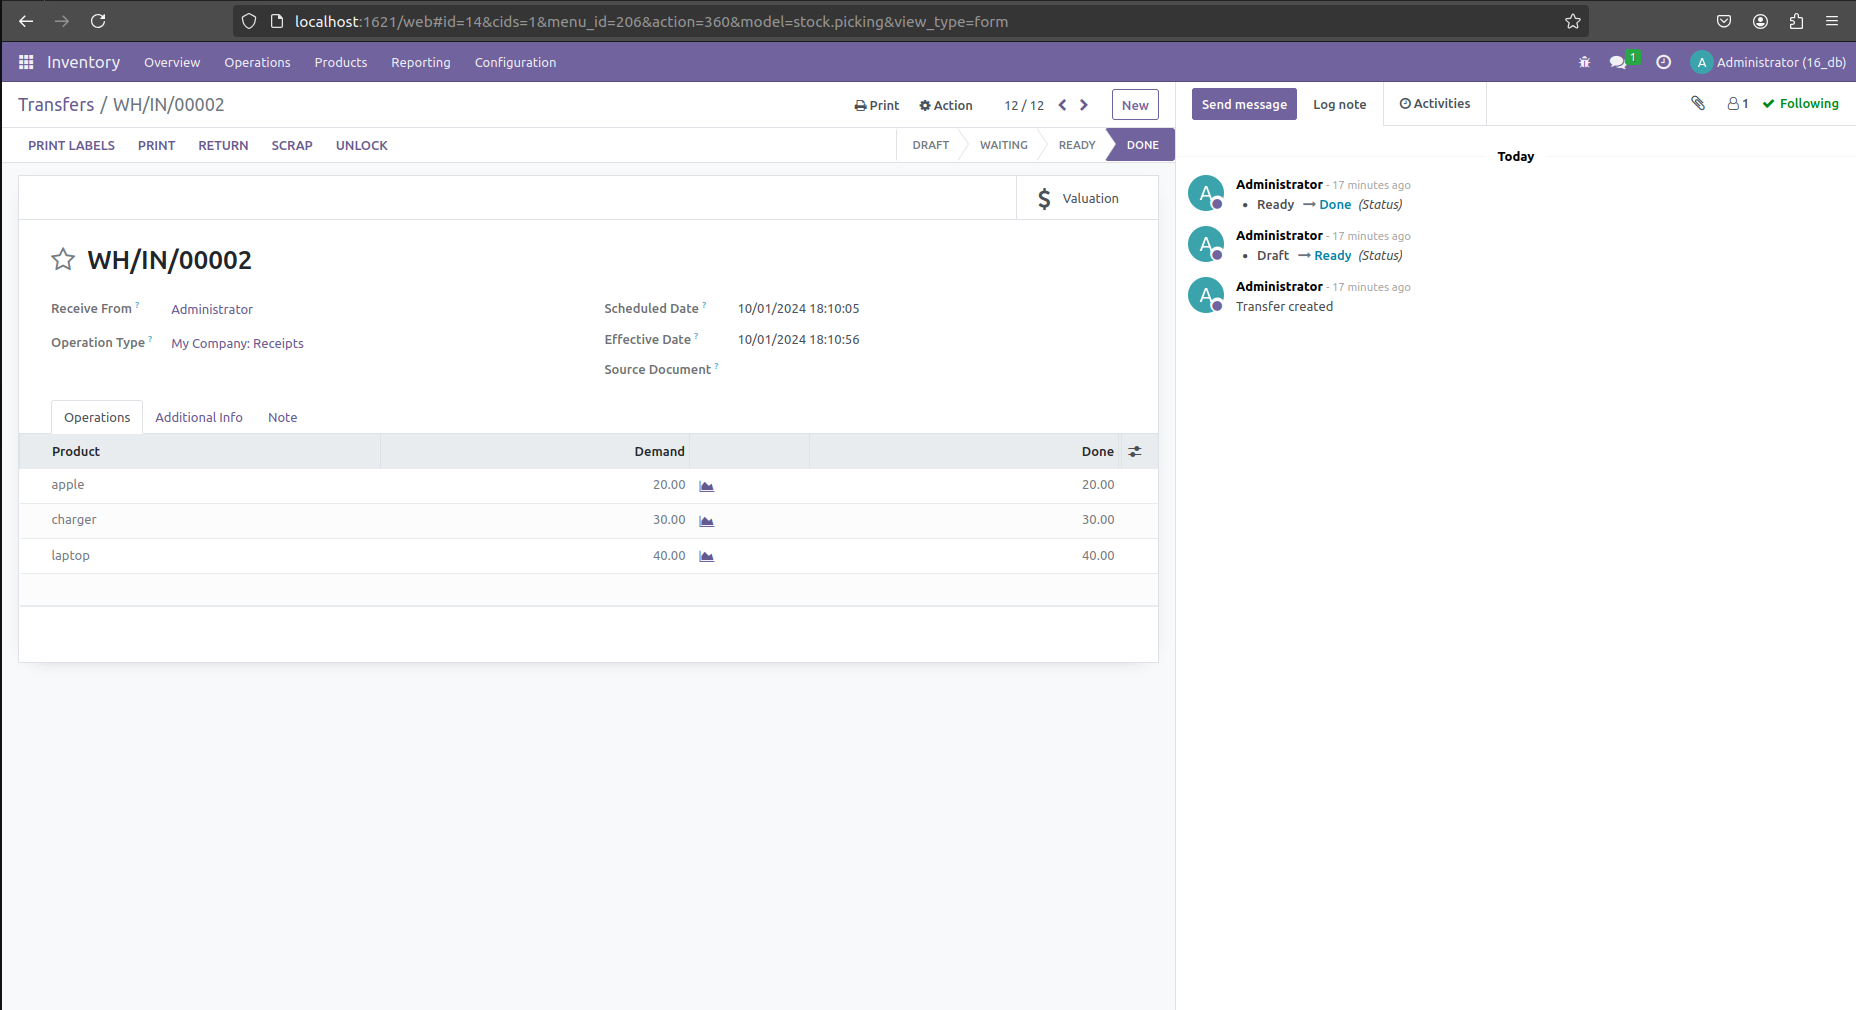 localhost:1621/web#id=14&cids=1&menu_id=206&action=360&model=stock.picking&view_type=form
Inventory Overview Operations Products Reporting Configuration 1 A Administrator (16_db)
Transfers / WH/IN/00002 Print Action 12 / 12 New
Send message Log note Activities 1 Following
PRINT LABELS PRINT RETURN SCRAP UNLOCK DRAFT WAITING READY DONE
Valuation
WH/IN/00002
Receive From ? Administrator
Scheduled Date ? 10/01/2024 18:10:05
Operation Type ? My Company: Receipts
Effective Date ? 10/01/2024 18:10:56
Source Document ?
Operations Additional Info Note
Product Demand Done
apple 20.00 20.00
charger 30.00 30.00
laptop 40.00 40.00
Today
A Administrator - 17 minutes ago
• Ready → Done (Status)
A Administrator - 17 minutes ago
• Draft → Ready (Status)
A Administrator - 17 minutes ago
Transfer created